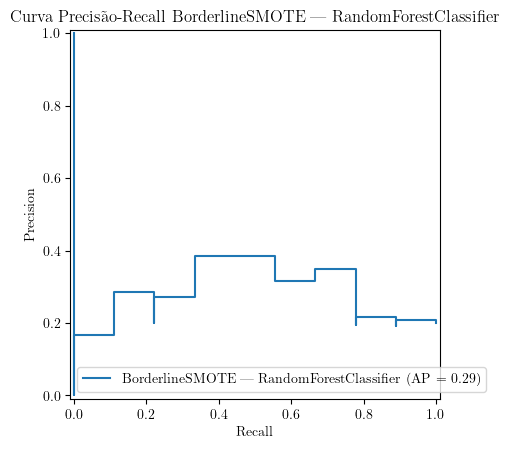 Curva Precisão-Recall BorderlineSMOTE — RandomForestClassifier
1.0
0.8
0.6
0.4
0.2
0.0
Precision
BorderlineSMOTE — RandomForestClassifier (AP = 0.29)
0.0 0.2 0.4 0.6 0.8 1.0
Recall